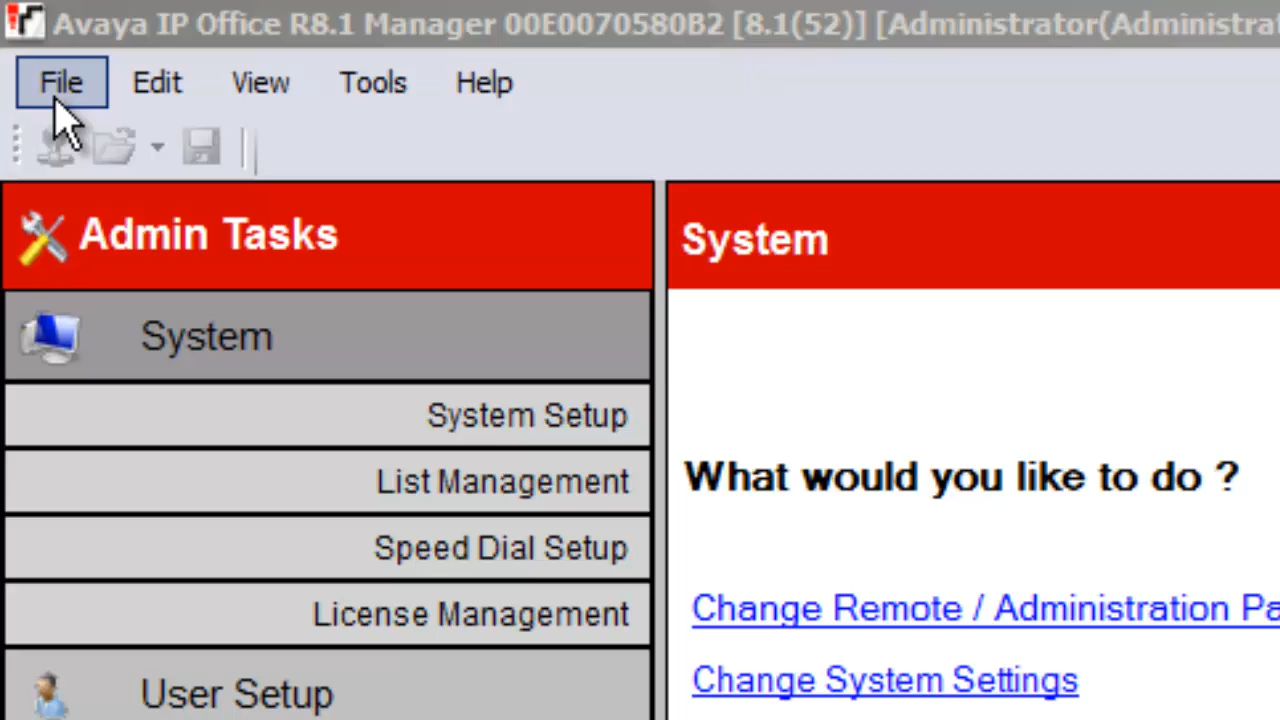 Avaya IP Office R8.1 Manager 00E0070580B2 [8.1(52)] [Administrator(Administrat
File Edit View Tools Help
Admin Tasks
System
System Setup
List Management
Speed Dial Setup
License Management
User Setup
System
What would you like to do ?
Change Remote / Administration Pa
Change System Settings